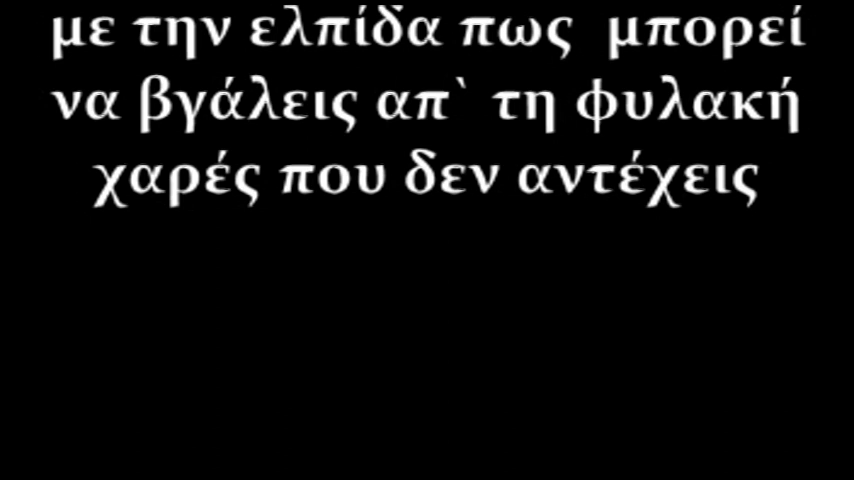 με την ελπίδα πως  μπορεί
να βγάλεις απ` τη φυλακή
χαρές που δεν αντέχεις